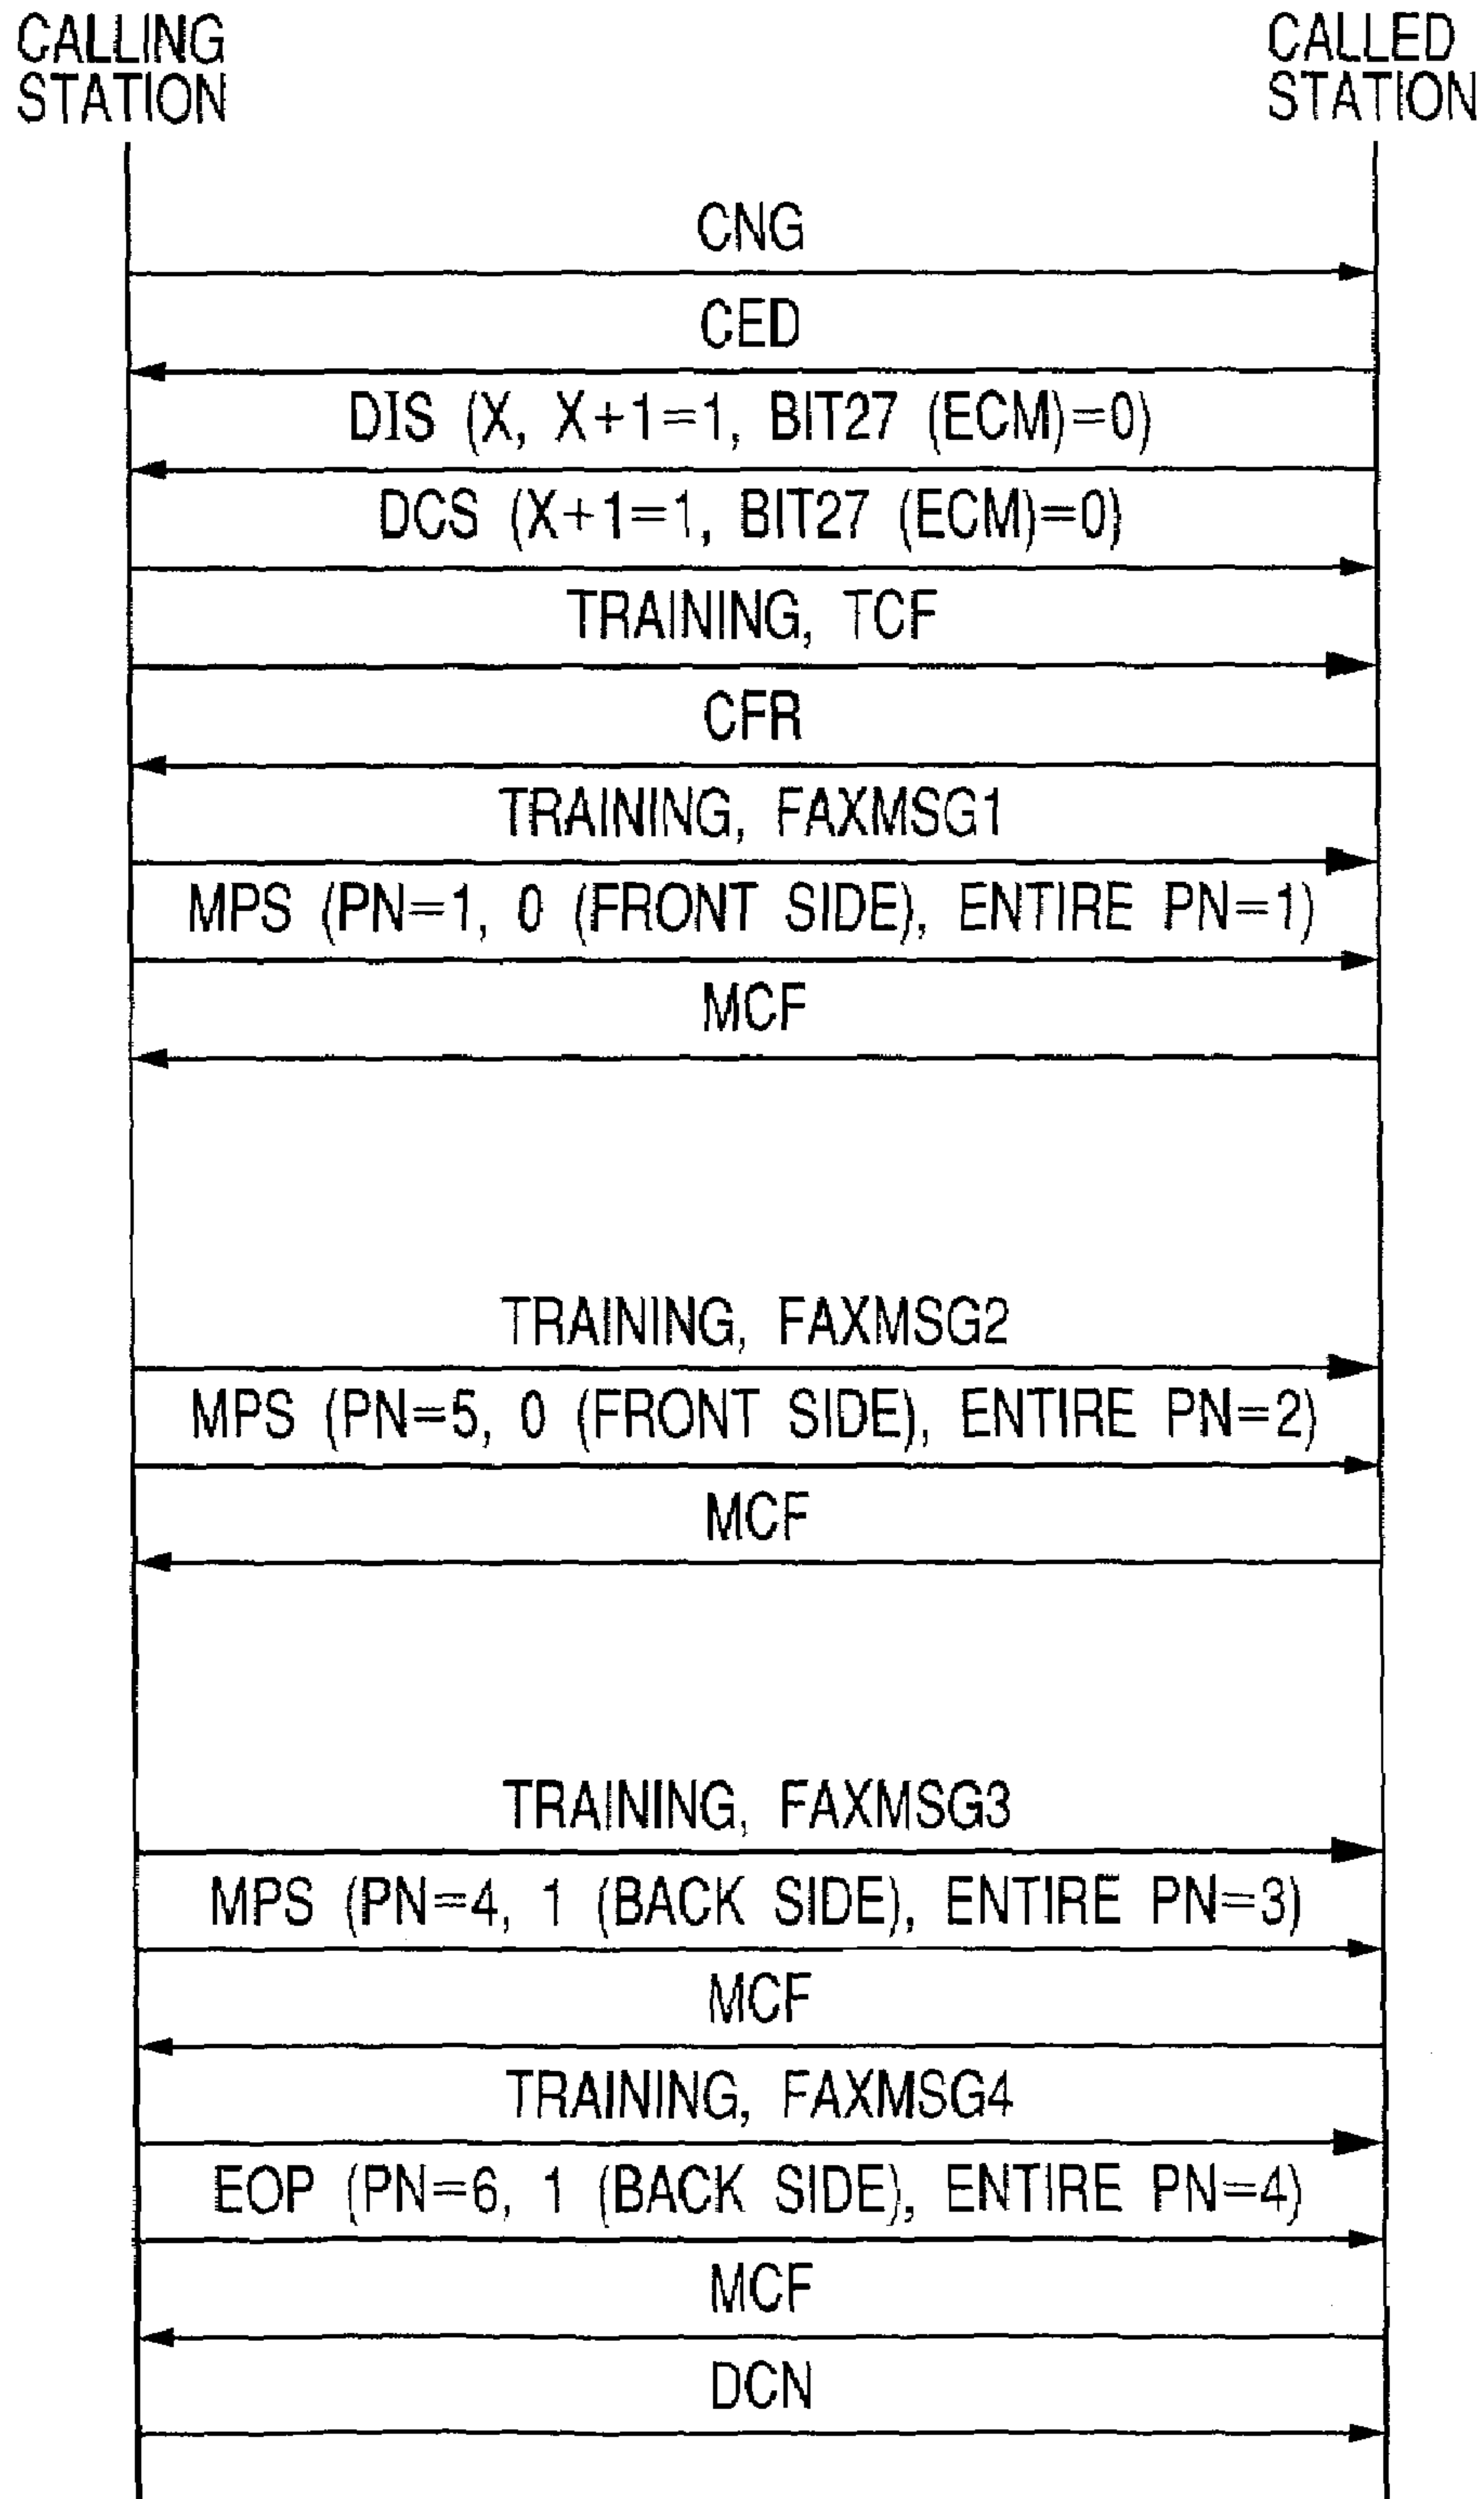 CALLING
STATION
CALLED
STATION
CNG
CED
DIS (X, X+1=1, BIT27 (ECM)=0)
DCS (X+1=1, BIT27 (ECM)=0)
TRAINING, TCF
CFR
TRAINING, FAXMSG1
MPS (PN=1, 0 (FRONT SIDE), ENTIRE PN=1)
MCF
TRAINING, FAXMSG2
MPS (PN=5, 0 (FRONT SIDE), ENTIRE PN=2)
MCF
TRAINING, FAXMSG3
MPS (PN=4, 1 (BACK SIDE), ENTIRE PN=3)
MCF
TRAINING, FAXMSG4
EOP (PN=6, 1 (BACK SIDE), ENTIRE PN=4)
MCF
DCN